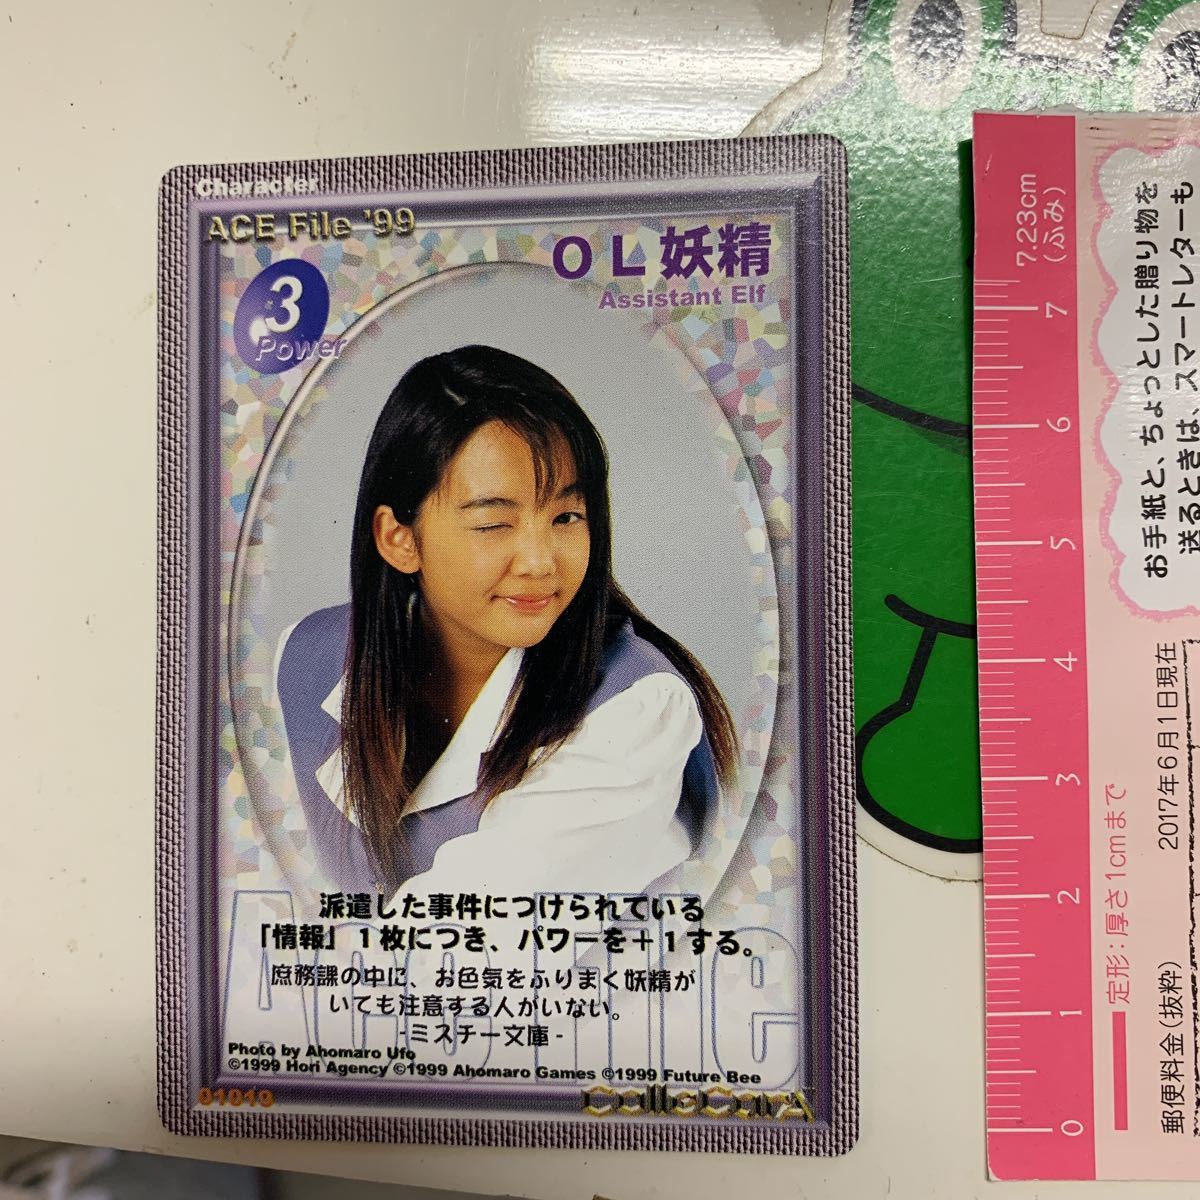 Character
ACE File '99
OL妖精
Assistant Elf
3
Power
派遣した事件につけられている
「情報」1枚につき、パワーを+1する。
庶務課の中に、お色気をふりまく妖精が
いても注意する人がいない。
-ミスチー文庫-
Ace file
Photo by Ahomaro Ufo
©1999 Hori Agency ©1999 Ahomaro Games ©1999 Future Bee
01010
ColleCarA
7.23cm
(ふみ)
7
6
5
4
3
2
1
0
お手紙と、ちょっとした贈り物を
送るときは、スマートレターも
定形:厚さ1cmまで
郵便料金(抜粋) 2017年6月1日現在